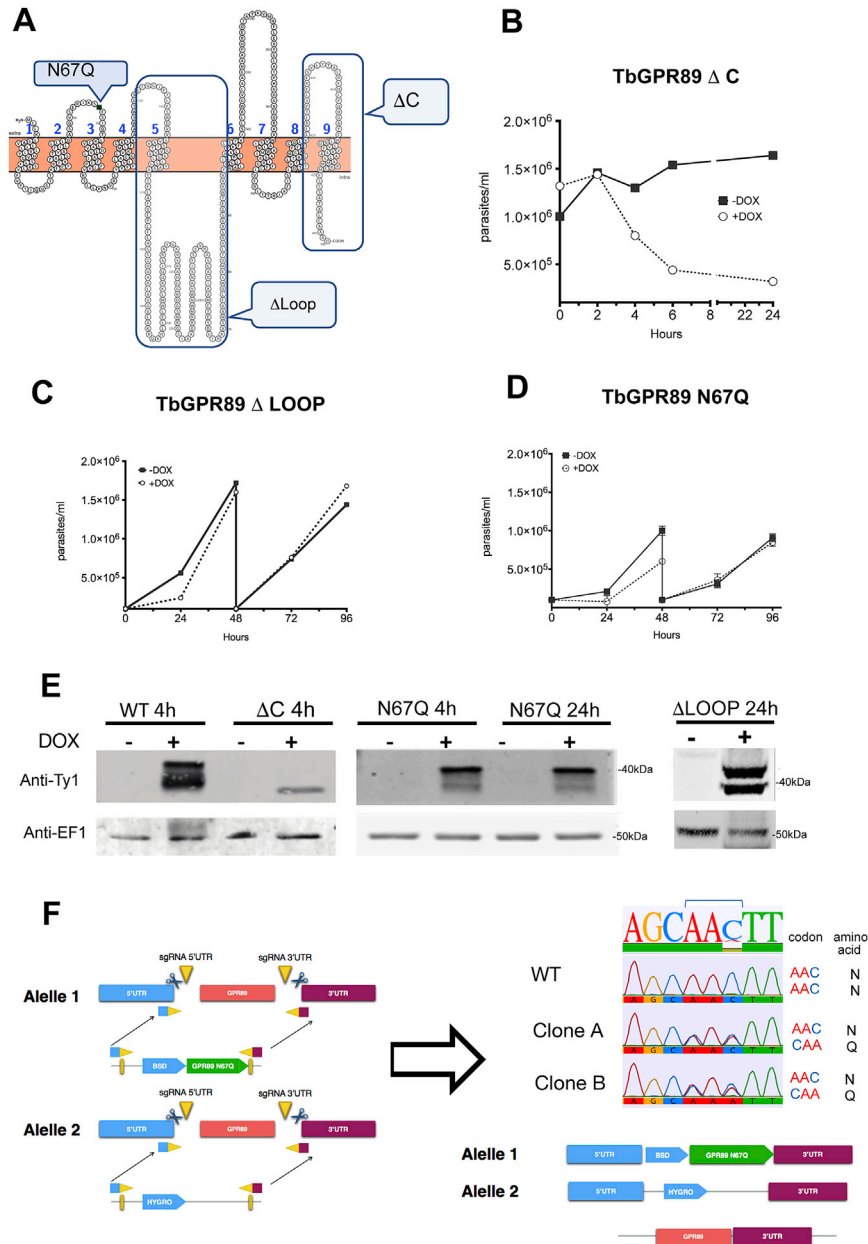 A
N67Q
ΔC
1 2 3 4 5 6 7 8 9
extra
intra
-COOH
ΔLoop
B
TbGPR89 Δ C
parasites/ml
2.0×10⁶
1.5×10⁶
1.0×10⁶
5.0×10⁵
-DOX
+DOX
0 2 4 6 8 22 24
Hours
C
TbGPR89 Δ LOOP
parasites/ml
2.0×10⁶
1.5×10⁶
1.0×10⁶
5.0×10⁵
-DOX
+DOX
0 24 48 72 96
Hours
D
TbGPR89 N67Q
parasites/ml
2.0×10⁶
1.5×10⁶
1.0×10⁶
5.0×10⁵
-DOX
+DOX
0 24 48 72 96
Hours
E
WT 4h ΔC 4h N67Q 4h N67Q 24h ΔLOOP 24h
DOX - + - + - + - + - +
Anti-Ty1 -40kDa -40kDa
Anti-EF1 -50kDa -50kDa
F
sgRNA 5'UTR sgRNA 3'UTR
Alelle 1 5'UTR GPR89 3'UTR
BSD GPR89 N67Q
sgRNA 5'UTR sgRNA 3'UTR
Alelle 2 5'UTR GPR89 3'UTR
HYGRO
AGCAACTT codon amino acid
WT AAC N
AAC N
A G C A A C T T
Clone A AAC N
CAA Q
A G C A A A T T
Clone B AAC N
CAA Q
A G C A A A T T
Alelle 1 5'UTR BSD GPR89 N67Q 3'UTR
Alelle 2 5'UTR HYGRO 3'UTR
GPR89 3'UTR